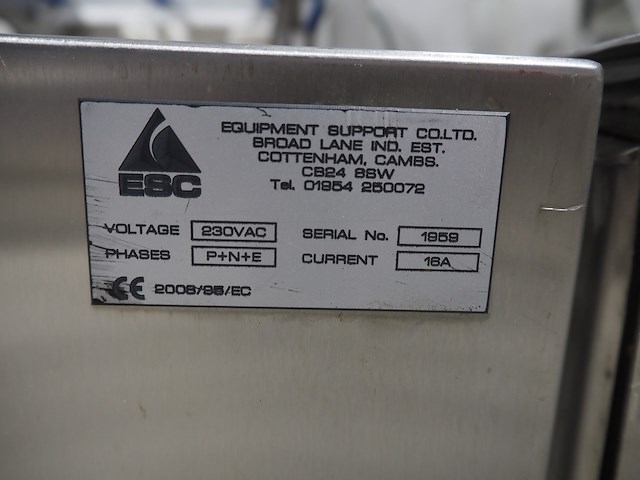 EQUIPMENT SUPPORT CO.LTD.
BROAD LANE IND. EST.
COTTENHAM, CAMBS.
CB24 8SW
Tel. 01954 250072
ESC
VOLTAGE 230VAC SERIAL No. 1959
PHASES P+N+E CURRENT 16A
CE 2006/95/EC